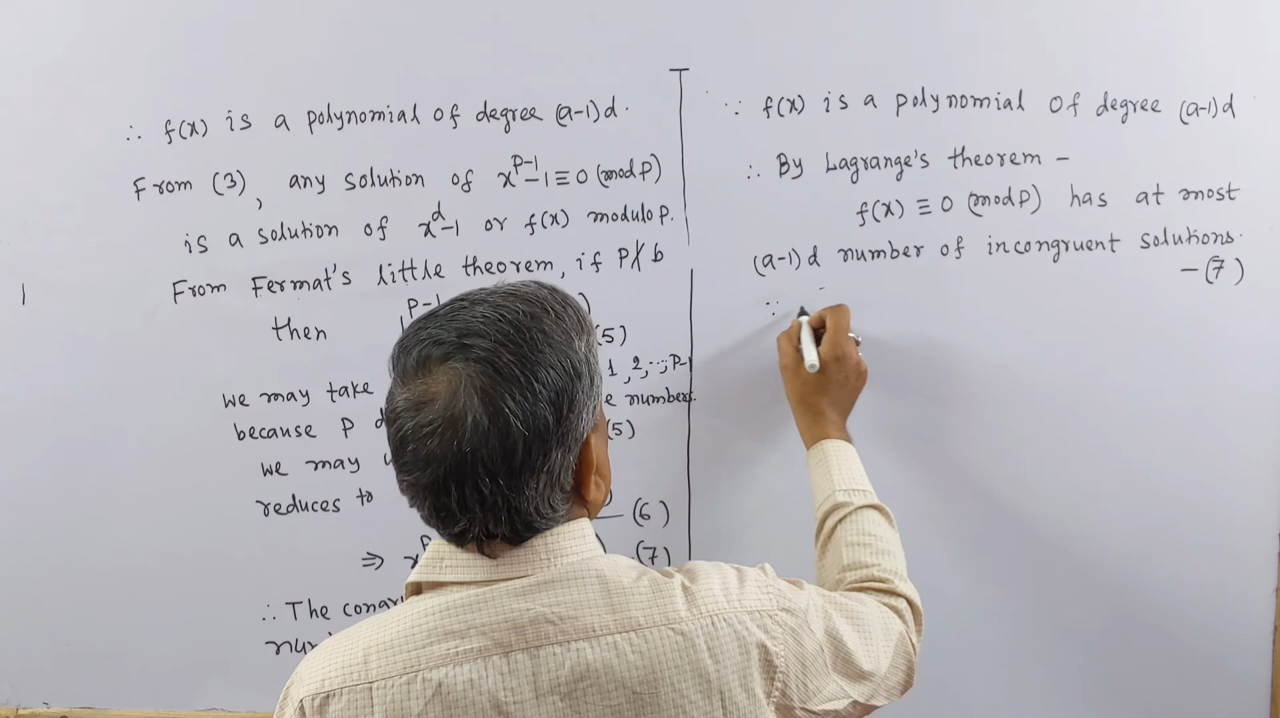 ∴ f(x) is a polynomial of degree (a-1)d.
From (3), any solution of x^{p-1}-1 ≡ 0 (mod p)
is a solution of x^d-1 or f(x) modulo p.
From Fermat's little theorem, if p∤b
then
p-1 ) (5)
we may take 1, 2, ..., p-1
because p numbers.
we may (5)
reduces to
— (6)
⇒ x (7)
∴ The
∵ f(x) is a polynomial of degree (a-1)d
∴ By Lagrange's theorem -
f(x) ≡ 0 (mod p) has at most
(a-1)d number of incongruent solutions.
-(7)
∵